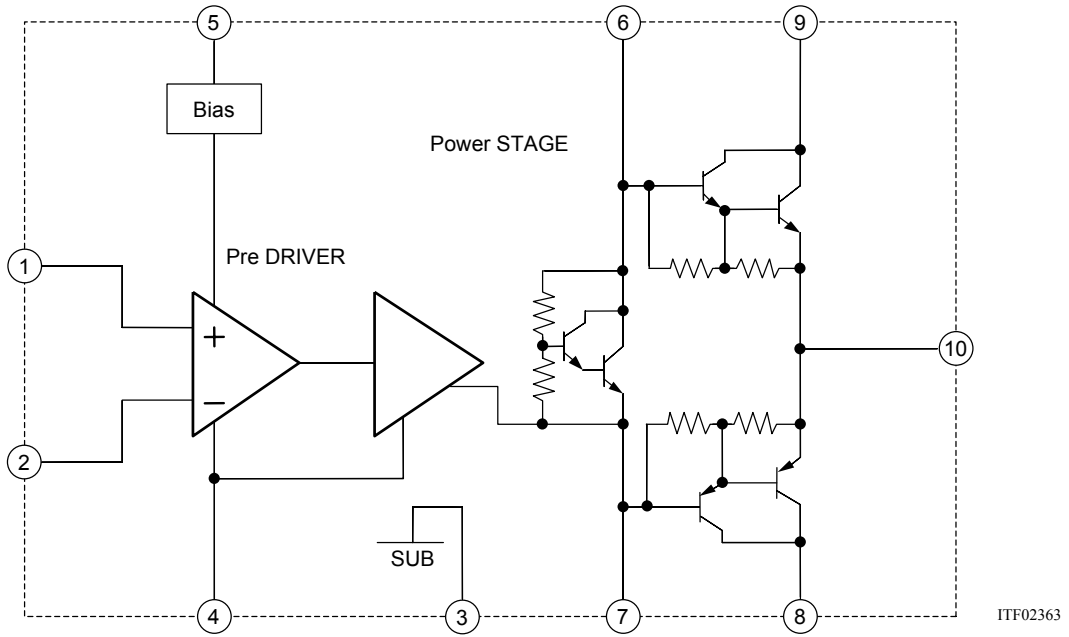 5
6
9
Bias
Power STAGE
1
Pre DRIVER
+
−
10
2
SUB
4
3
7
8
ITF02363